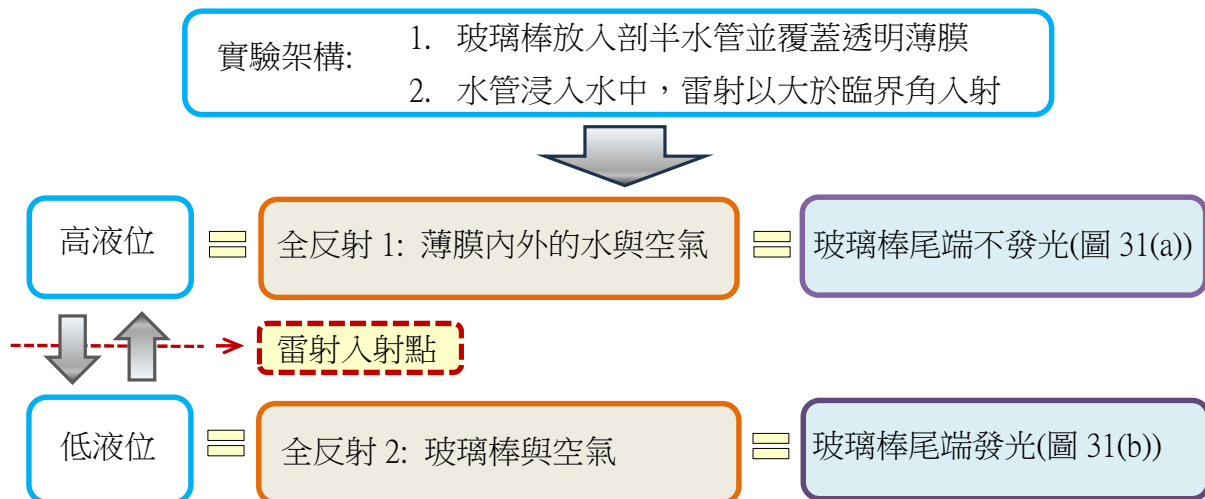 實驗架構:
1. 玻璃棒放入剖半水管並覆蓋透明薄膜
2. 水管浸入水中，雷射以大於臨界角入射
高液位
全反射 1: 薄膜內外的水與空氣
玻璃棒尾端不發光(圖 31(a))
雷射入射點
低液位
全反射 2: 玻璃棒與空氣
玻璃棒尾端發光(圖 31(b))